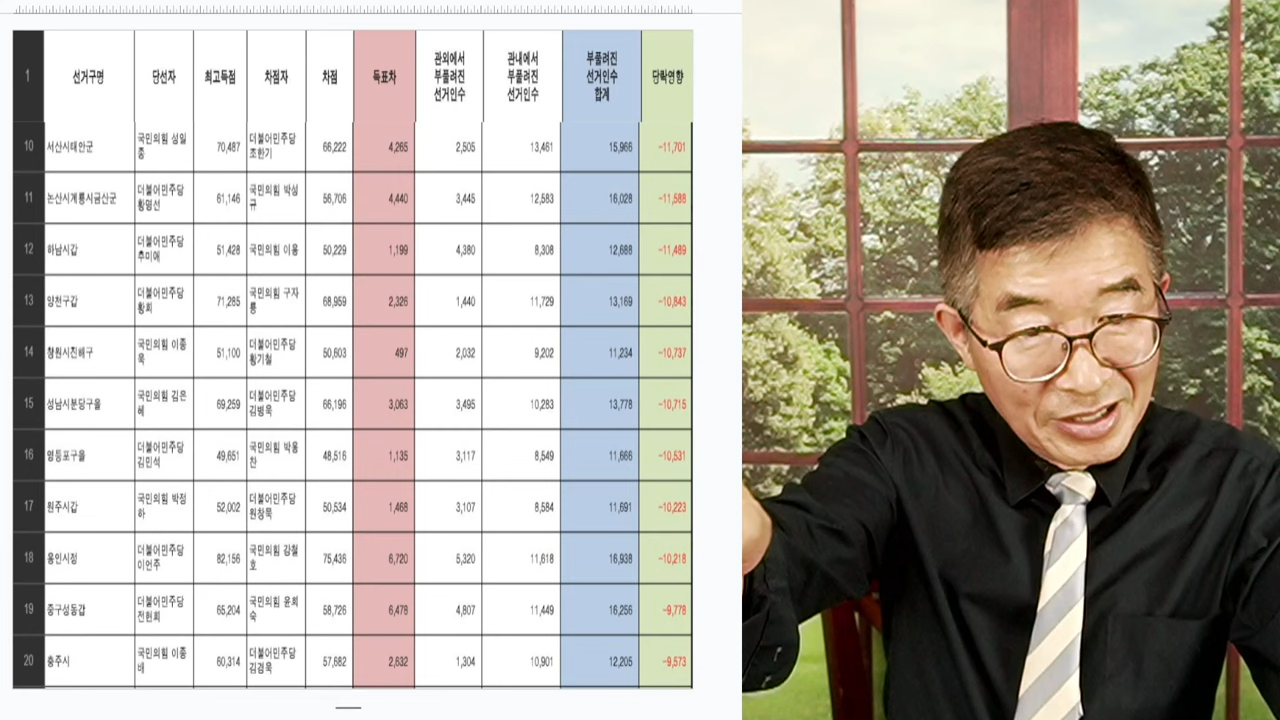 1 선거구명 당선자 최고득점 차점자 차점 득표차 관외에서 부풀려진 선거인수 관내에서 부풀려진 선거인수 부풀려진 선거인수 합계 당락영향
10 서산시태안군 국민의힘 성일종 70,487 더불어민주당 조한기 66,222 4,265 2,505 13,461 15,966 -11,701
11 논산시계룡시금산군 더불어민주당 황명선 61,146 국민의힘 박성규 56,706 4,440 3,445 12,583 16,028 -11,588
12 하남시갑 더불어민주당 추미애 51,428 국민의힘 이용 50,229 1,199 4,380 8,308 12,688 -11,489
13 양천구갑 더불어민주당 황희 71,285 국민의힘 구자룡 68,959 2,326 1,440 11,729 13,169 -10,843
14 창원시진해구 국민의힘 이종욱 51,100 더불어민주당 황기철 50,603 497 2,032 9,202 11,234 -10,737
15 성남시분당구을 국민의힘 김은혜 69,259 더불어민주당 김병욱 66,196 3,063 3,495 10,283 13,778 -10,715
16 영등포구을 더불어민주당 김민석 49,651 국민의힘 박용찬 48,516 1,135 3,117 8,549 11,666 -10,531
17 원주시갑 국민의힘 박정하 52,002 더불어민주당 원창묵 50,534 1,468 3,107 8,584 11,691 -10,223
18 용인시정 더불어민주당 이언주 82,156 국민의힘 강철호 75,436 6,720 5,320 11,618 16,938 -10,218
19 중구성동갑 더불어민주당 전현희 65,204 국민의힘 윤희숙 58,726 6,478 4,807 11,449 16,256 -9,778
20 충주시 국민의힘 이종배 60,314 더불어민주당 김경욱 57,682 2,632 1,304 10,901 12,205 -9,573